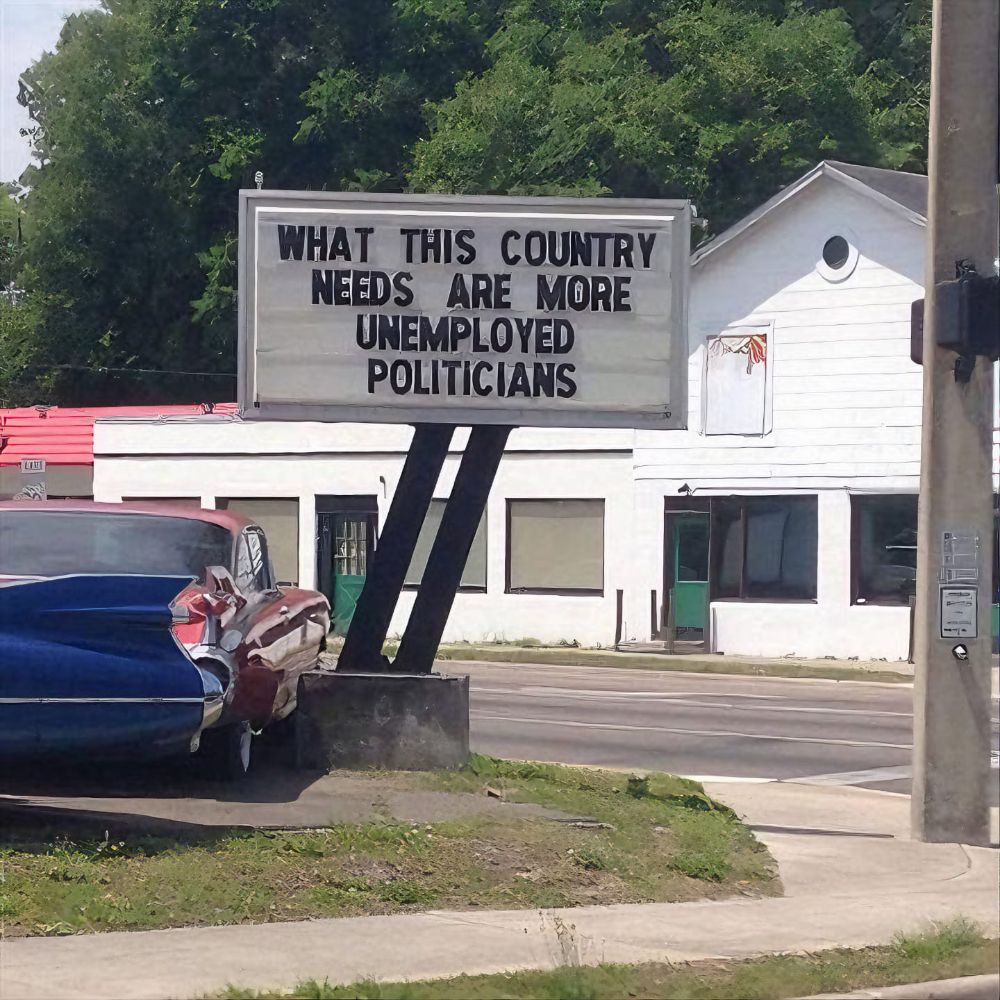 WHAT THIS COUNTRY
NEEDS ARE MORE
UNEMPLOYED
POLITICIANS